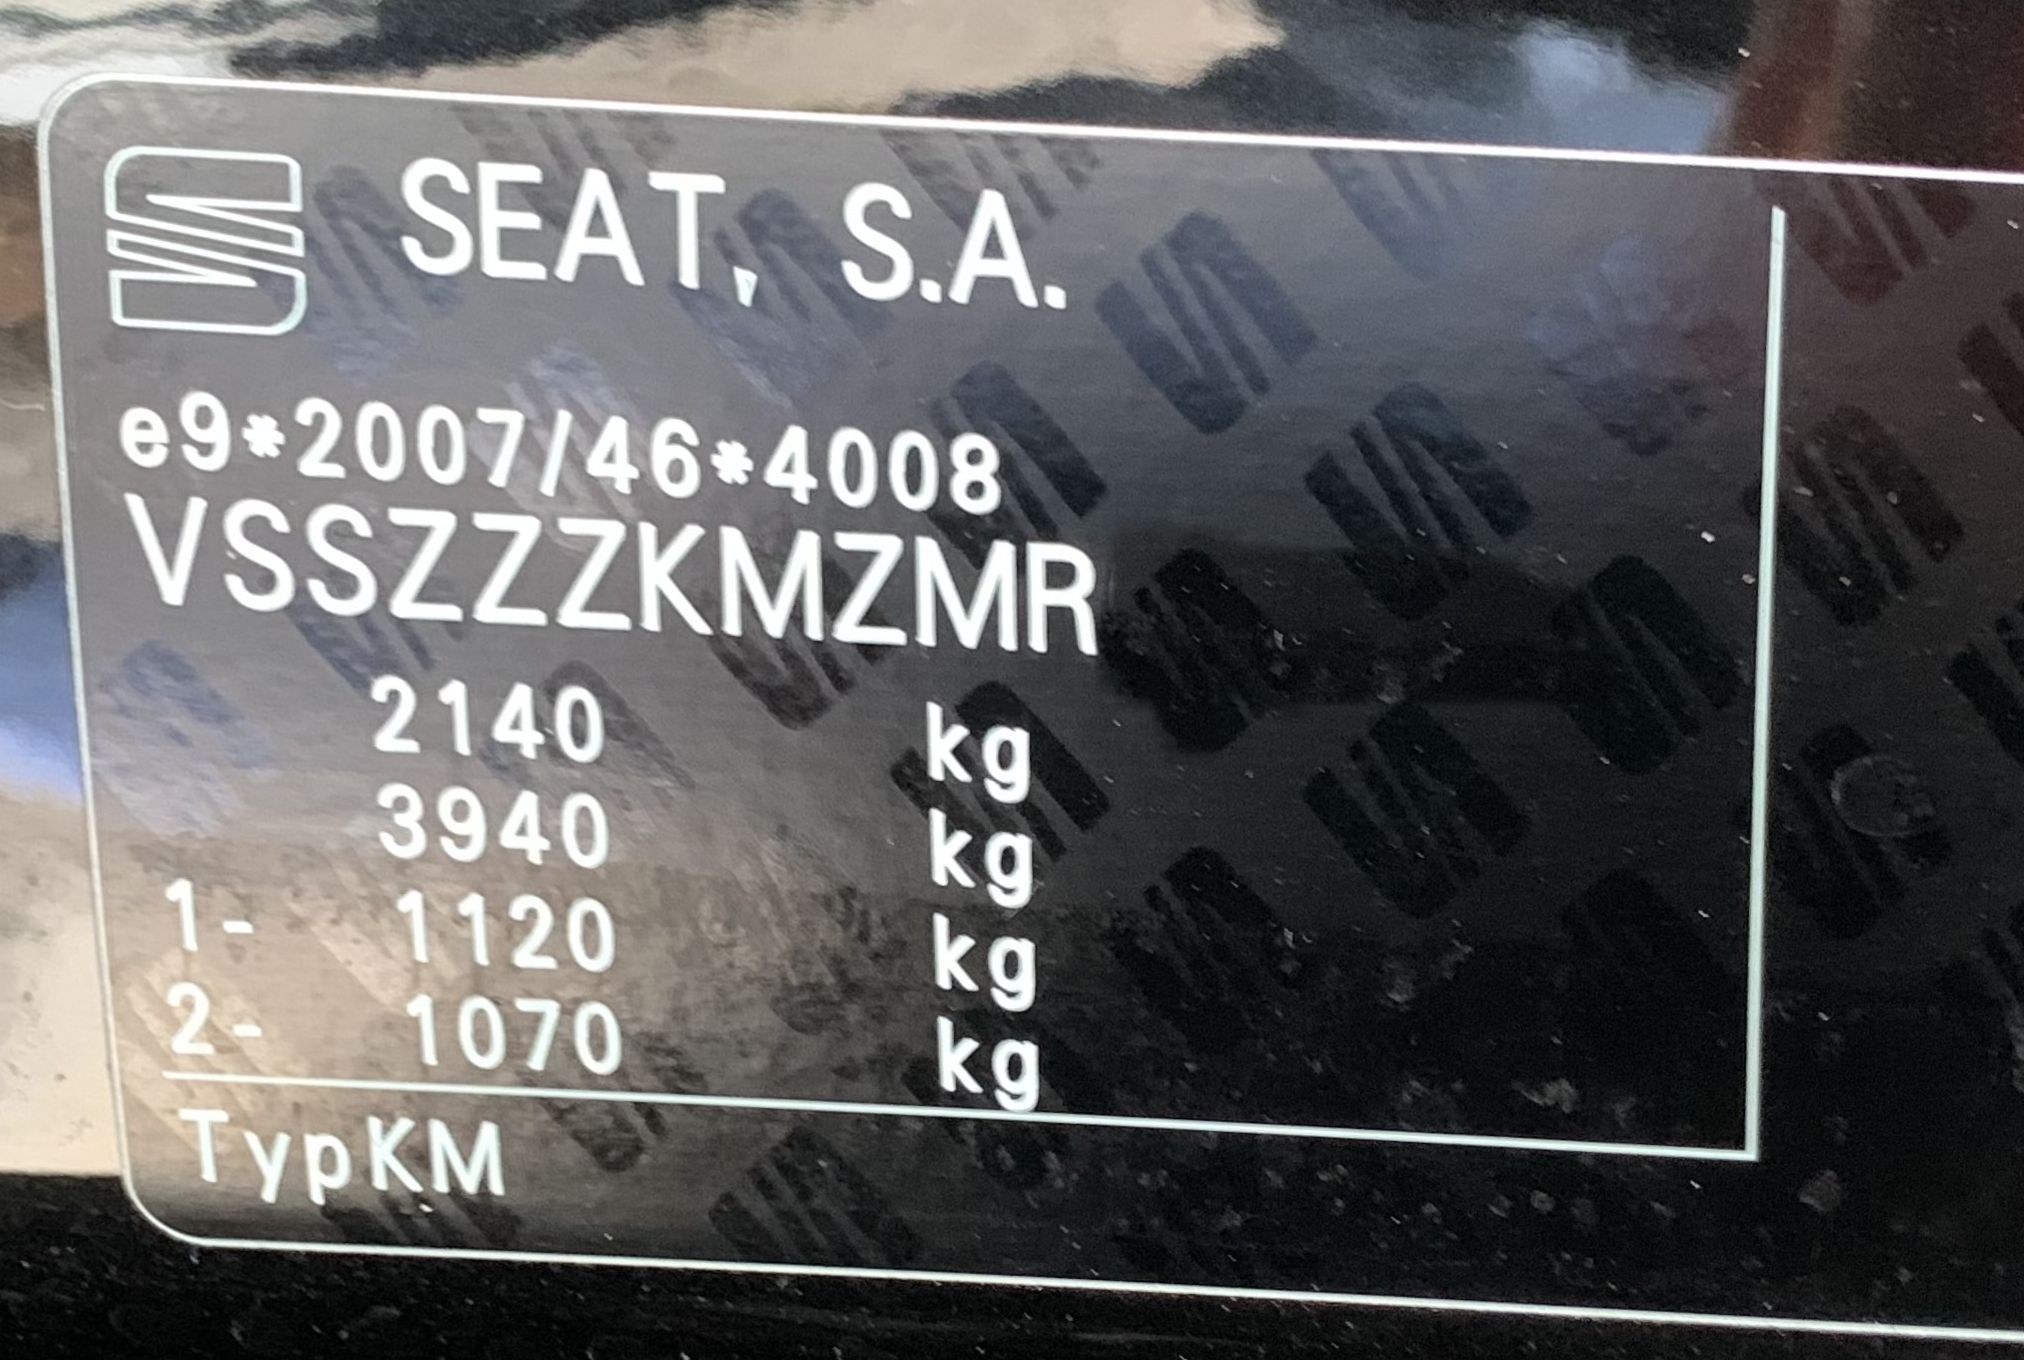 SEAT, S.A.
e9*2007/46*4008
VSSZZZKMZMR
2140 kg
3940 kg
1- 1120 kg
2- 1070 kg
TypKM